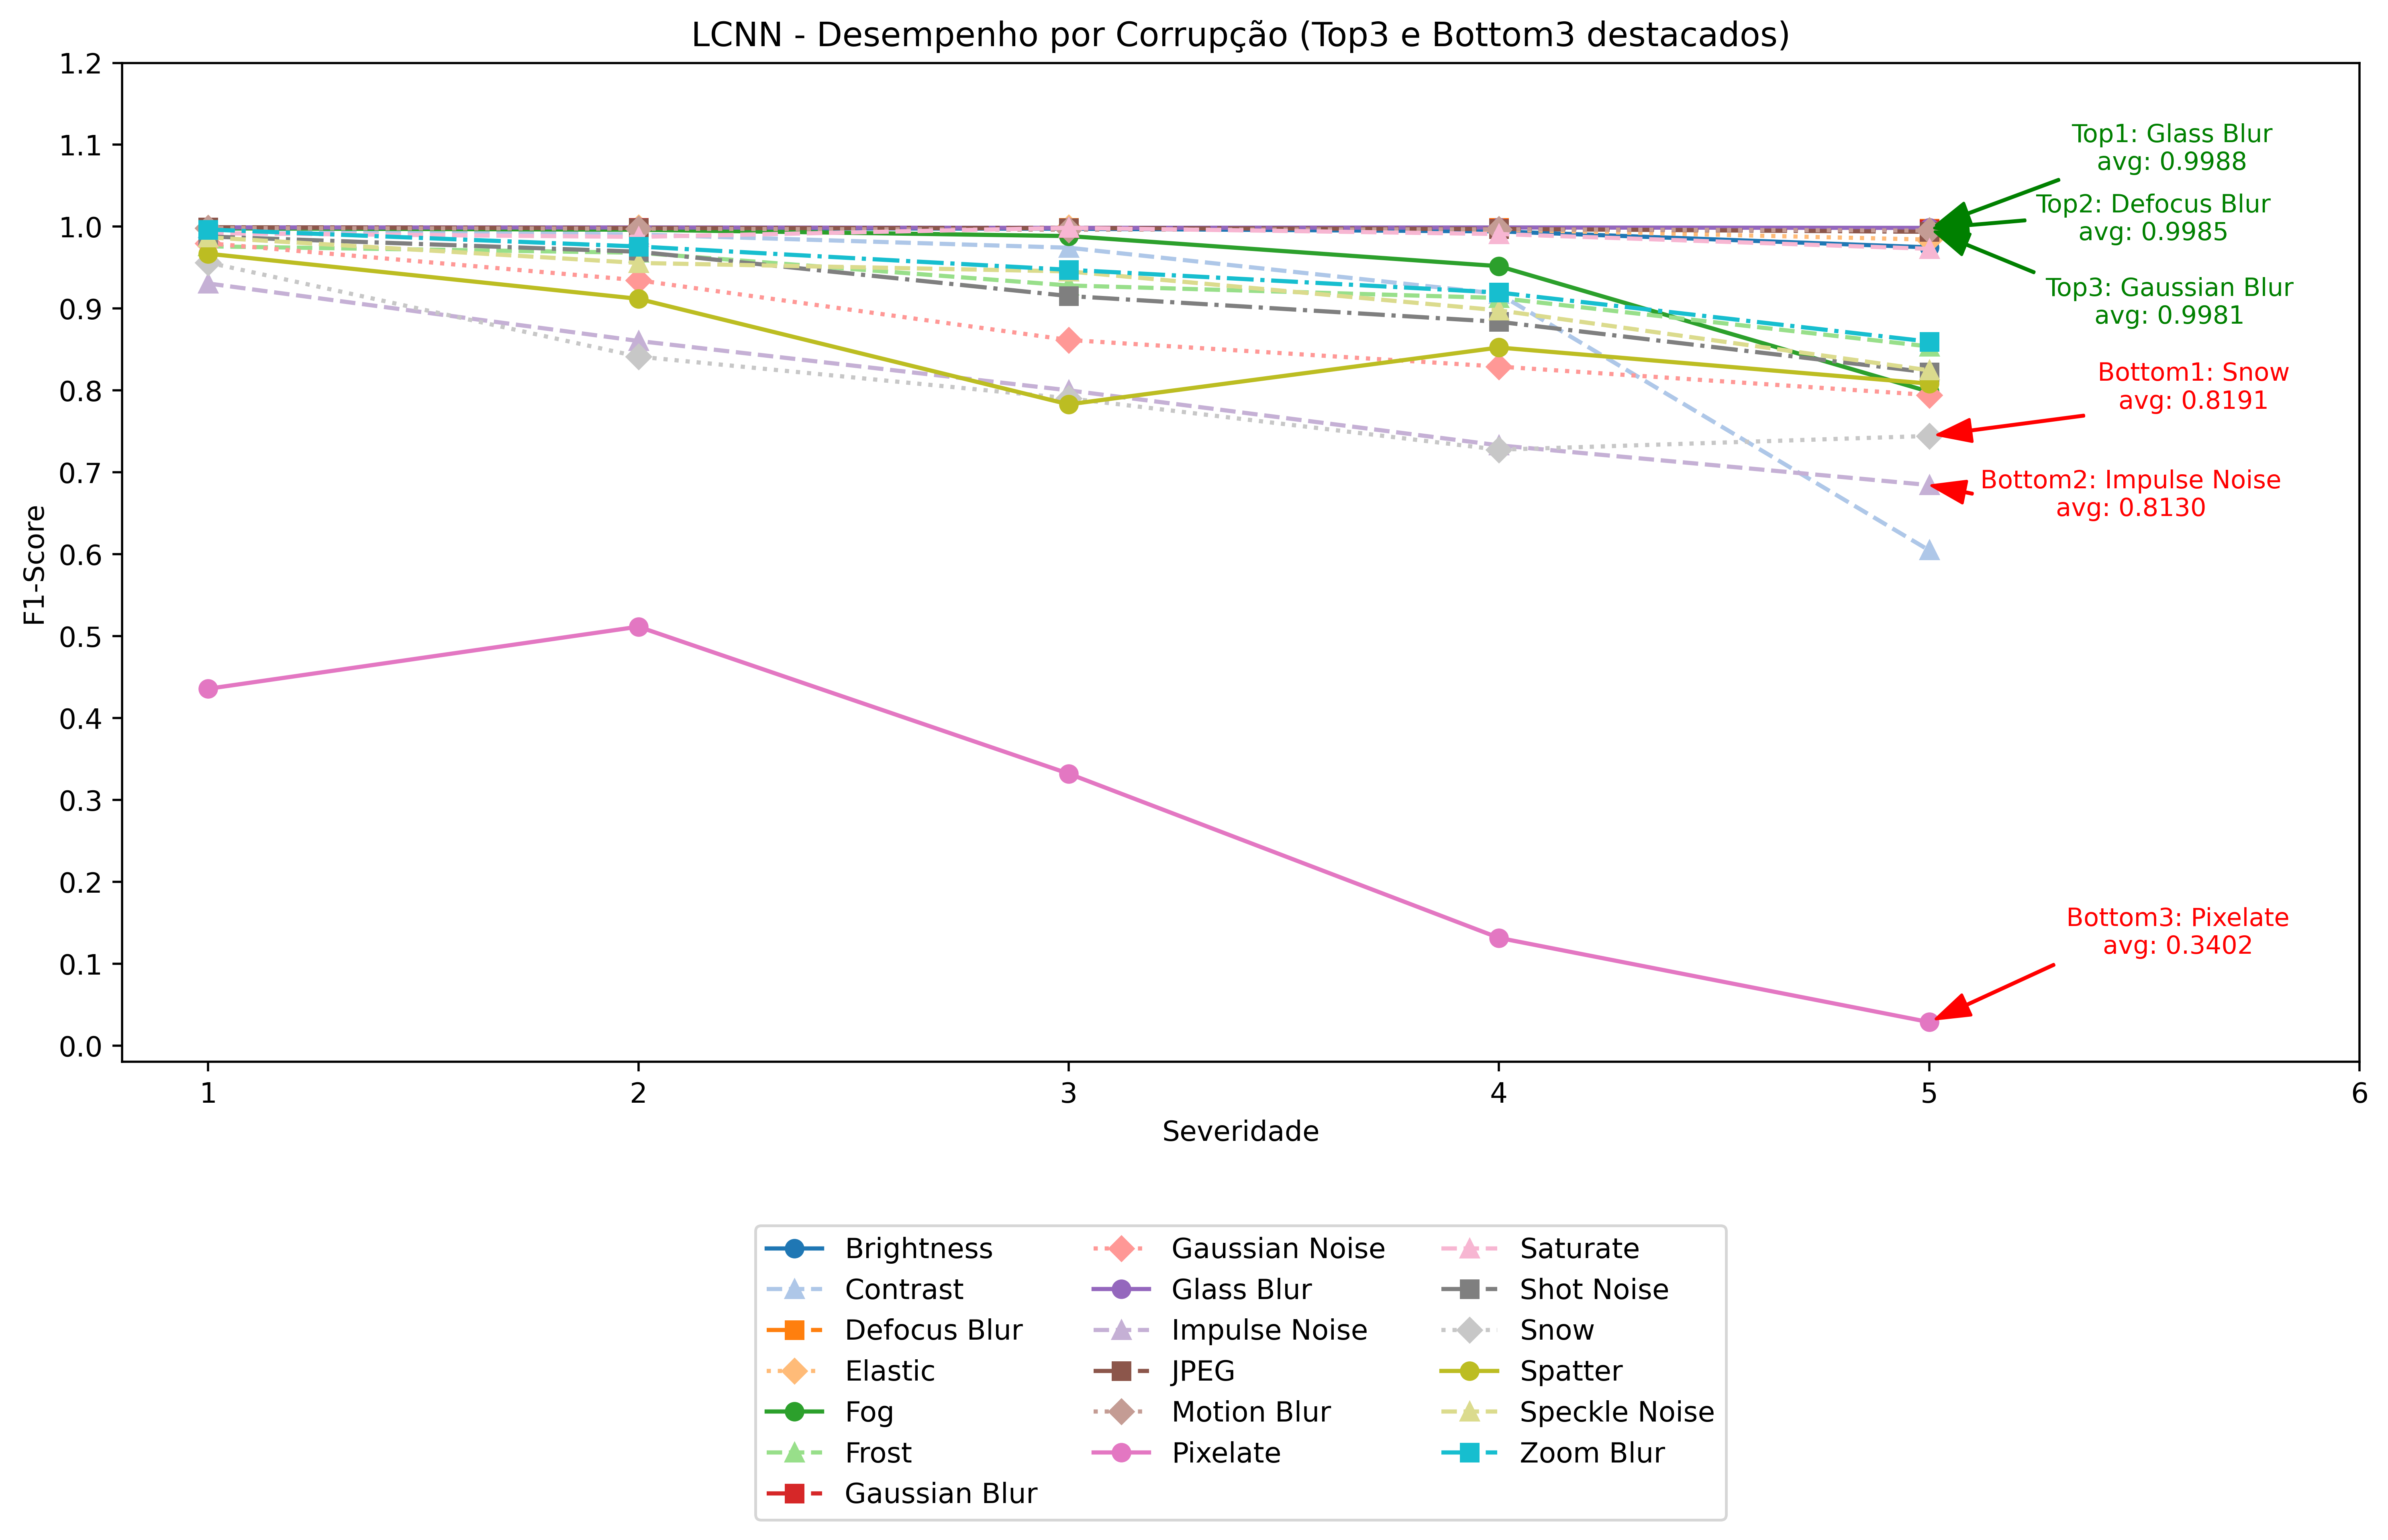 LCNN - Desempenho por Corrupção (Top3 e Bottom3 destacados)
F1-Score
1.2
1.1
1.0
0.9
0.8
0.7
0.6
0.5
0.4
0.3
0.2
0.1
0.0
Top1: Glass Blur
avg: 0.9988
Top2: Defocus Blur
avg: 0.9985
Top3: Gaussian Blur
avg: 0.9981
Bottom1: Snow
avg: 0.8191
Bottom2: Impulse Noise
avg: 0.8130
Bottom3: Pixelate
avg: 0.3402
1
2
3
4
5
6
Severidade
Brightness
Contrast
Defocus Blur
Elastic
Fog
Frost
Gaussian Blur
Gaussian Noise
Glass Blur
Impulse Noise
JPEG
Motion Blur
Pixelate
Saturate
Shot Noise
Snow
Spatter
Speckle Noise
Zoom Blur